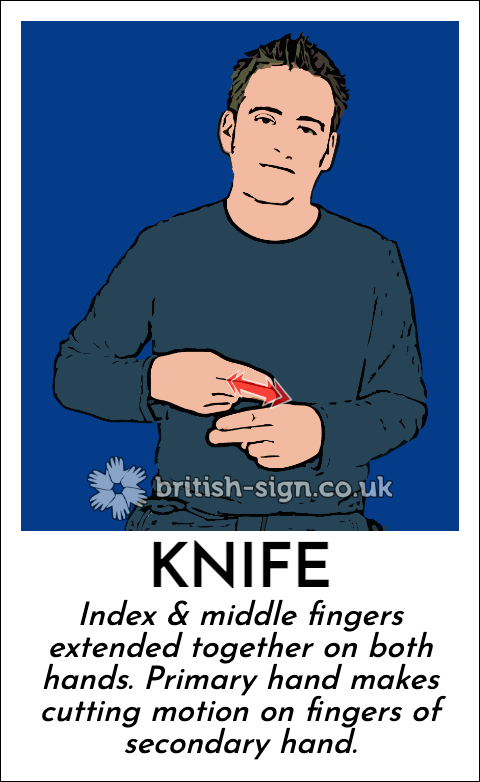 british-sign.co.uk
KNIFE
Index & middle fingers
extended together on both
hands. Primary hand makes
cutting motion on fingers of
secondary hand.